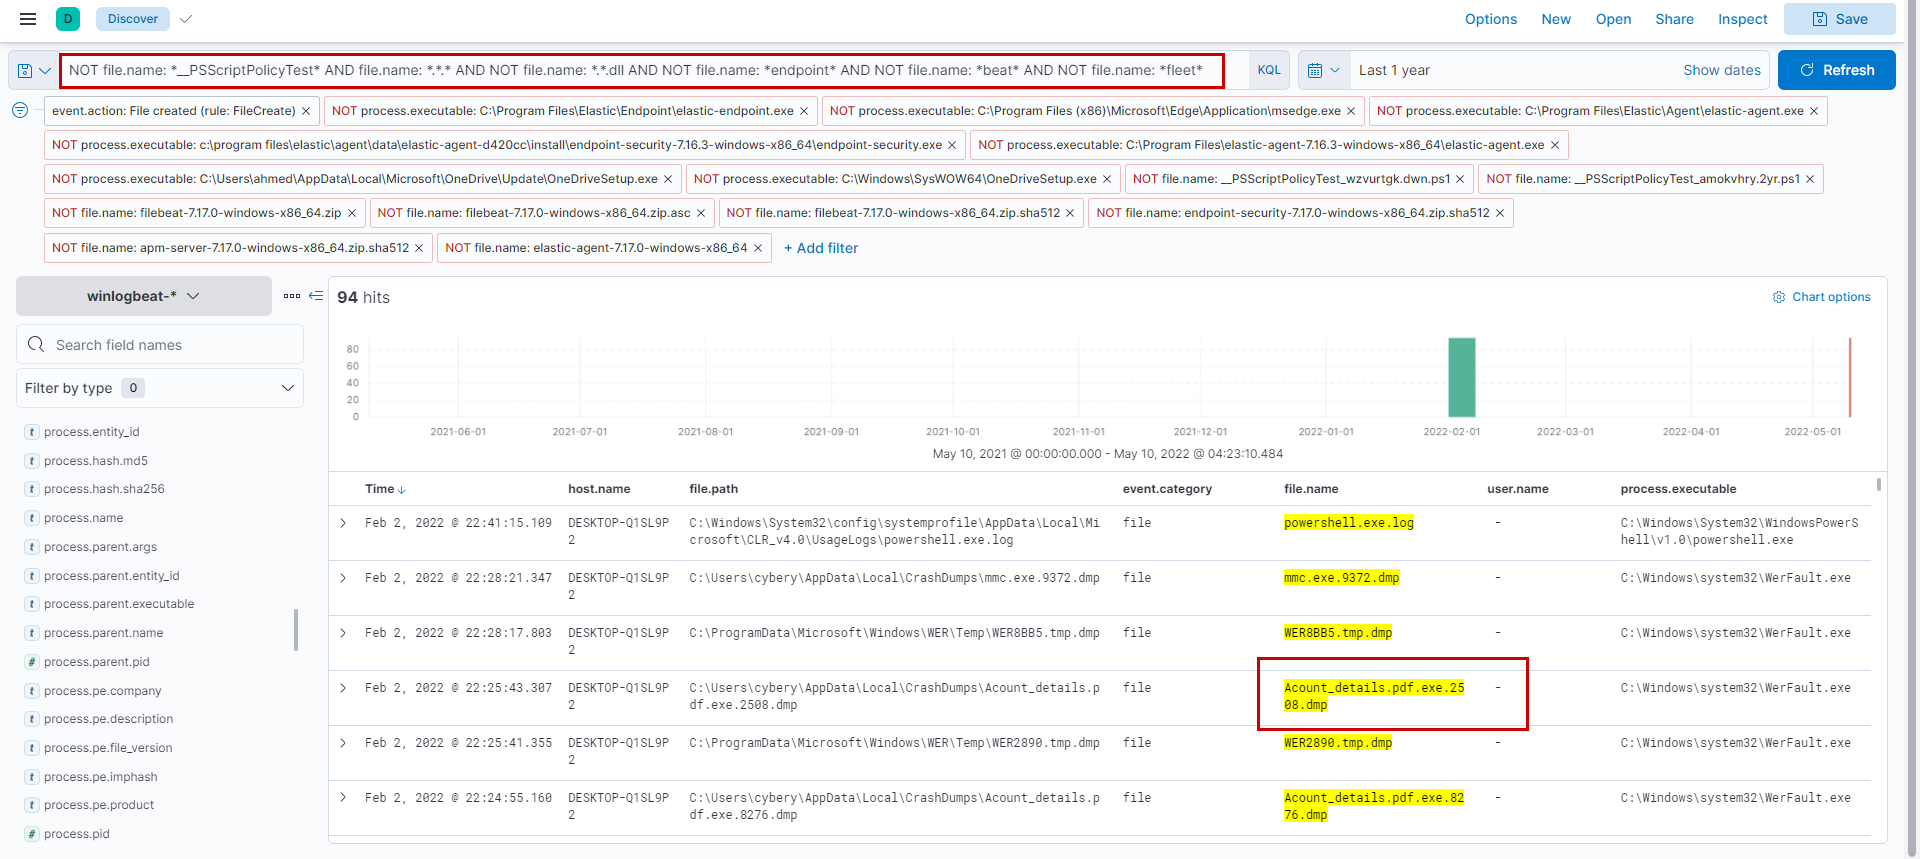 D Discover Options New Open Share Inspect Save
NOT file.name: *__PSScriptPolicyTest* AND file.name: *.*.* AND NOT file.name: *.*.dll AND NOT file.name: *endpoint* AND NOT file.name: *beat* AND NOT file.name: *fleet* KQL Last 1 year Show dates Refresh
event.action: File created (rule: FileCreate) × NOT process.executable: C:\Program Files\Elastic\Endpoint\elastic-endpoint.exe × NOT process.executable: C:\Program Files (x86)\Microsoft\Edge\Application\msedge.exe × NOT process.executable: C:\Program Files\Elastic\Agent\elastic-agent.exe ×
NOT process.executable: c:\program files\elastic\agent\data\elastic-agent-d420cc\install\endpoint-security-7.16.3-windows-x86_64\endpoint-security.exe × NOT process.executable: C:\Program Files\elastic-agent-7.16.3-windows-x86_64\elastic-agent.exe ×
NOT process.executable: C:\Users\ahmed\AppData\Local\Microsoft\OneDrive\Update\OneDriveSetup.exe × NOT process.executable: C:\Windows\SysWOW64\OneDriveSetup.exe × NOT file.name: __PSScriptPolicyTest_wzvurtgk.dwn.ps1 × NOT file.name: __PSScriptPolicyTest_amokvhry.2yr.ps1 ×
NOT file.name: filebeat-7.17.0-windows-x86_64.zip × NOT file.name: filebeat-7.17.0-windows-x86_64.zip.asc × NOT file.name: filebeat-7.17.0-windows-x86_64.zip.sha512 × NOT file.name: endpoint-security-7.17.0-windows-x86_64.zip.sha512 ×
NOT file.name: apm-server-7.17.0-windows-x86_64.zip.sha512 × NOT file.name: elastic-agent-7.17.0-windows-x86_64 × + Add filter
winlogbeat-*
Search field names
Filter by type 0
t process.entity_id
t process.hash.md5
t process.hash.sha256
t process.name
t process.parent.args
t process.parent.entity_id
t process.parent.executable
t process.parent.name
# process.parent.pid
t process.pe.company
t process.pe.description
t process.pe.file_version
t process.pe.imphash
t process.pe.product
# process.pid
94 hits Chart options
80
60
40
20
0
2021-06-01 2021-07-01 2021-08-01 2021-09-01 2021-10-01 2021-11-01 2021-12-01 2022-01-01 2022-02-01 2022-03-01 2022-04-01 2022-05-01
May 10, 2021 @ 00:00:00.000 - May 10, 2022 @ 04:23:10.484
Time host.name file.path event.category file.name user.name process.executable
Feb 2, 2022 @ 22:41:15.109 DESKTOP-Q1SL9P C:\Windows\System32\config\systemprofile\AppData\Local\Mi file powershell.exe.log - C:\Windows\System32\WindowsPowerS
2 crosoft\CLR_v4.0\UsageLogs\powershell.exe.log hell\v1.0\powershell.exe
Feb 2, 2022 @ 22:28:21.347 DESKTOP-Q1SL9P C:\Users\cybery\AppData\Local\CrashDumps\mmc.exe.9372.dmp file mmc.exe.9372.dmp - C:\Windows\system32\WerFault.exe
2
Feb 2, 2022 @ 22:28:17.803 DESKTOP-Q1SL9P C:\ProgramData\Microsoft\Windows\WER\Temp\WER8BB5.tmp.dmp file WER8BB5.tmp.dmp - C:\Windows\system32\WerFault.exe
2
Feb 2, 2022 @ 22:25:43.307 DESKTOP-Q1SL9P C:\Users\cybery\AppData\Local\CrashDumps\Acount_details.p file Acount_details.pdf.exe.25 - C:\Windows\system32\WerFault.exe
2 df.exe.2508.dmp 08.dmp
Feb 2, 2022 @ 22:25:41.355 DESKTOP-Q1SL9P C:\ProgramData\Microsoft\Windows\WER\Temp\WER2890.tmp.dmp file WER2890.tmp.dmp - C:\Windows\system32\WerFault.exe
2
Feb 2, 2022 @ 22:24:55.160 DESKTOP-Q1SL9P C:\Users\cybery\AppData\Local\CrashDumps\Acount_details.p file Acount_details.pdf.exe.82 - C:\Windows\system32\WerFault.exe
2 df.exe.8276.dmp 76.dmp